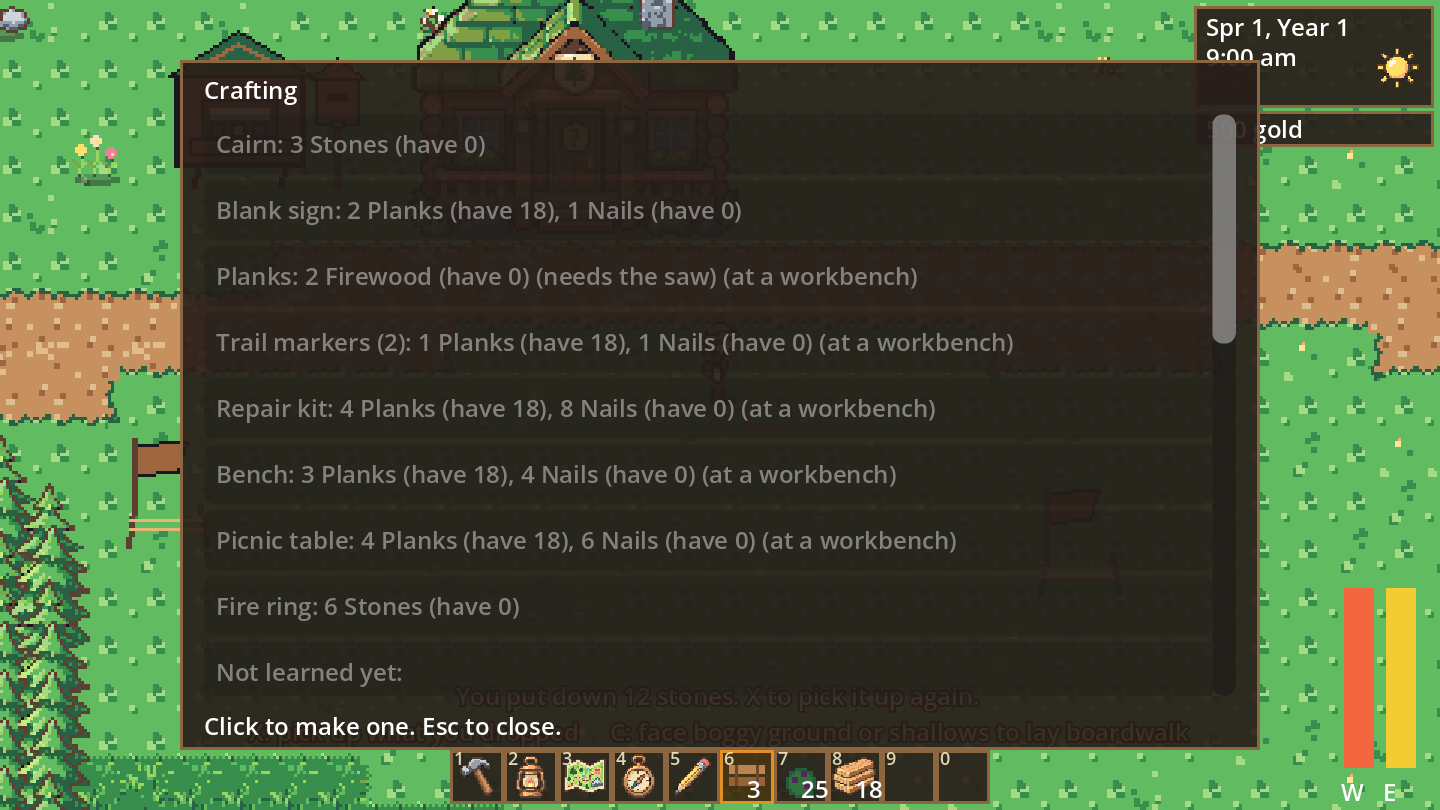 Spr 1, Year 1
9:00 am
gold
Crafting
Cairn: 3 Stones (have 0)
Blank sign: 2 Planks (have 18), 1 Nails (have 0)
Planks: 2 Firewood (have 0) (needs the saw) (at a workbench)
Trail markers (2): 1 Planks (have 18), 1 Nails (have 0) (at a workbench)
Repair kit: 4 Planks (have 18), 8 Nails (have 0) (at a workbench)
Bench: 3 Planks (have 18), 4 Nails (have 0) (at a workbench)
Picnic table: 4 Planks (have 18), 6 Nails (have 0) (at a workbench)
Fire ring: 6 Stones (have 0)
Not learned yet:
You put down 12 stones. X to pick it up again.
Click to make one. Esc to close.
C: face boggy ground or shallows to lay boardwalk
1 2 3 4 5 6 7 8 9 0
3 25 18
W E